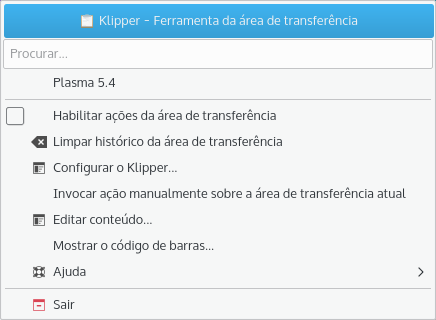 Klipper - Ferramenta da área de transferência
Procurar...
Plasma 5.4
Habilitar ações da área de transferência
Limpar histórico da área de transferência
Configurar o Klipper...
Invocar ação manualmente sobre a área de transferência atual
Editar conteúdo...
Mostrar o código de barras...
Ajuda
Sair